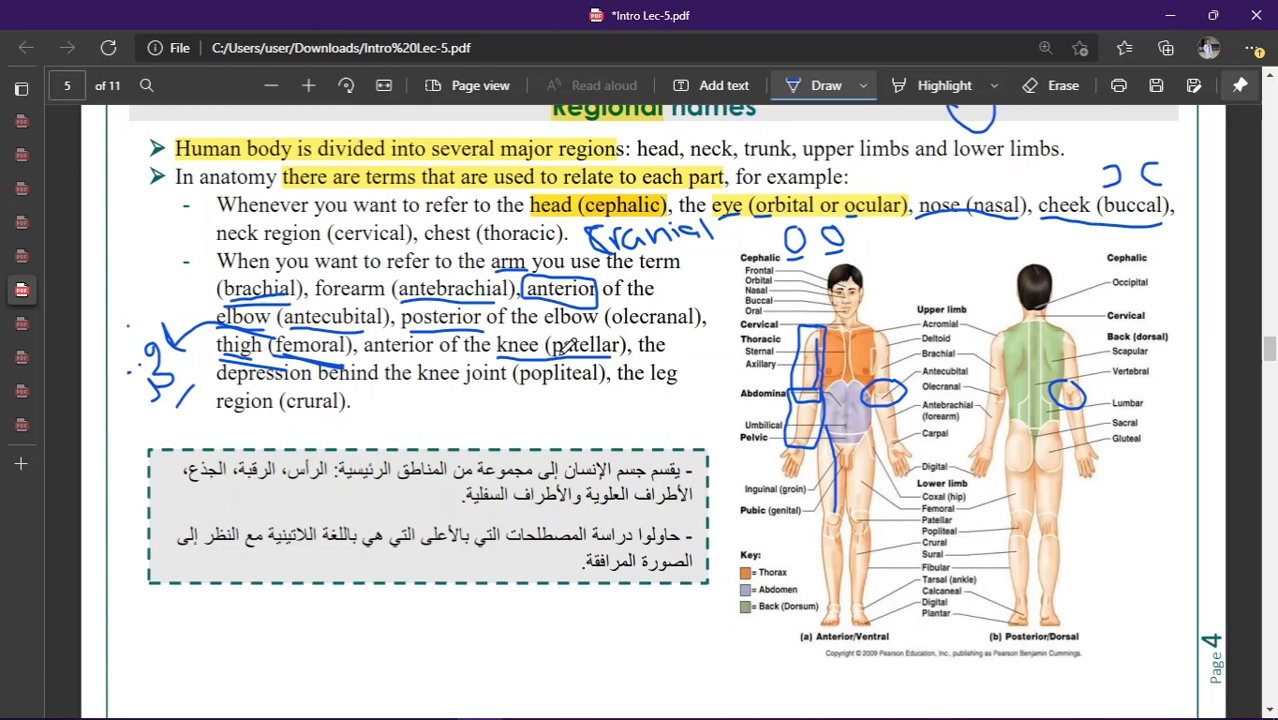 *Intro Lec-5.pdf
File C:/Users/user/Downloads/Intro%20Lec-5.pdf
5 of 11 Page view Read aloud Add text Draw Highlight Erase
Regional names
Human body is divided into several major regions: head, neck, trunk, upper limbs and lower limbs.
In anatomy there are terms that are used to relate to each part, for example:
- Whenever you want to refer to the head (cephalic), the eye (orbital or ocular), nose (nasal), cheek (buccal),
neck region (cervical), chest (thoracic).
Cranial
- When you want to refer to the arm you use the term
(brachial), forearm (antebrachial), anterior of the
elbow (antecubital), posterior of the elbow (olecranal),
thigh (femoral), anterior of the knee (patellar), the
depression behind the knee joint (popliteal), the leg
region (crural).
- يقسم جسم الإنسان إلى مجموعة من المناطق الرئيسية: الرأس، الرقبة، الجذع،
الأطراف العلوية والأطراف السفلية.
- حاولوا دراسة المصطلحات التي بالأعلى التي هي باللغة اللاتينية مع النظر إلى
الصورة المرافقة.
Cephalic
Frontal
Orbital
Nasal
Buccal
Oral
Cervical
Thoracic
Sternal
Axillary
Abdominal
Umbilical
Pelvic
Inguinal (groin)
Pubic (genital)
Key:
= Thorax
= Abdomen
= Back (Dorsum)
Upper limb
Acromial
Deltoid
Brachial
Antecubital
Olecranal
Antebrachial
(forearm)
Carpal
Digital
Lower limb
Coxal (hip)
Femoral
Patellar
Popliteal
Crural
Sural
Fibular
Tarsal (ankle)
Calcaneal
Digital
Plantar
Cephalic
Occipital
Cervical
Back (dorsal)
Scapular
Vertebral
Lumbar
Sacral
Gluteal
(a) Anterior/Ventral
(b) Posterior/Dorsal
Copyright © 2009 Pearson Education, Inc., publishing as Pearson Benjamin Cummings.
Page 4